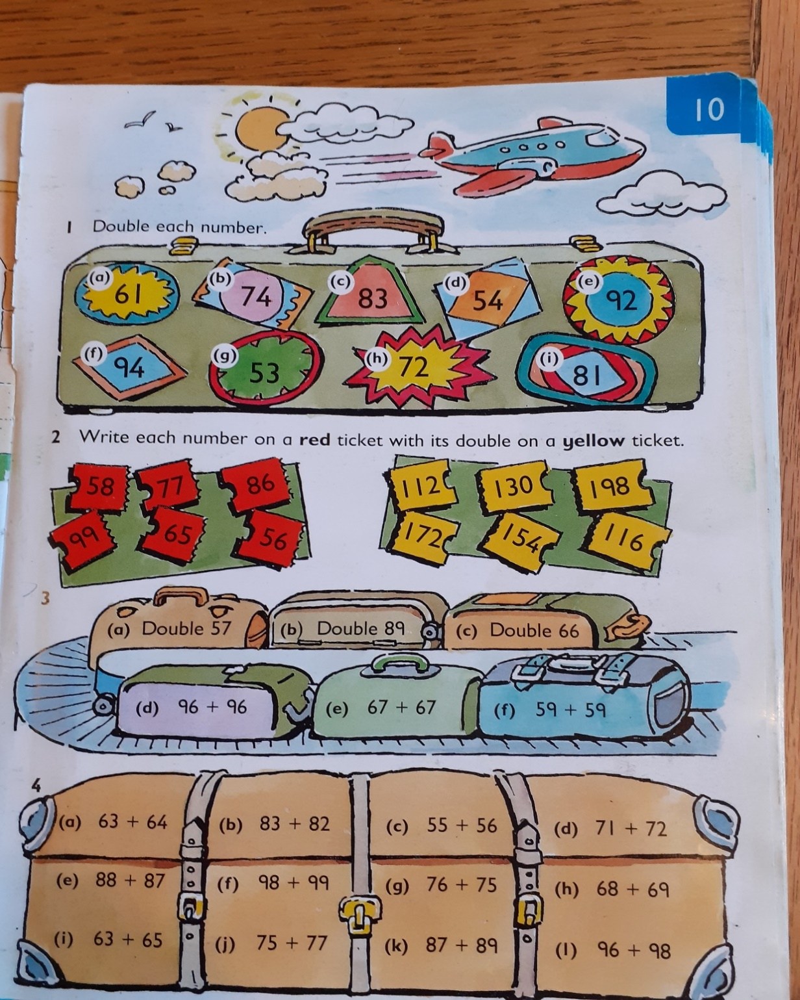 10
1 Double each number.
(a) 61 (b) 74 (c) 83 (d) 54 (e) 92
(f) 94 (g) 53 (h) 72 (i) 81
2 Write each number on a red ticket with its double on a yellow ticket.
58 77 86 112 130 198
99 65 56 172 154 116
3
(a) Double 57 (b) Double 89 (c) Double 66
(d) 96 + 96 (e) 67 + 67 (f) 59 + 59
4
(a) 63 + 64 (b) 83 + 82 (c) 55 + 56 (d) 71 + 72
(e) 88 + 87 (f) 98 + 99 (g) 76 + 75 (h) 68 + 69
(i) 63 + 65 (j) 75 + 77 (k) 87 + 89 (l) 96 + 98